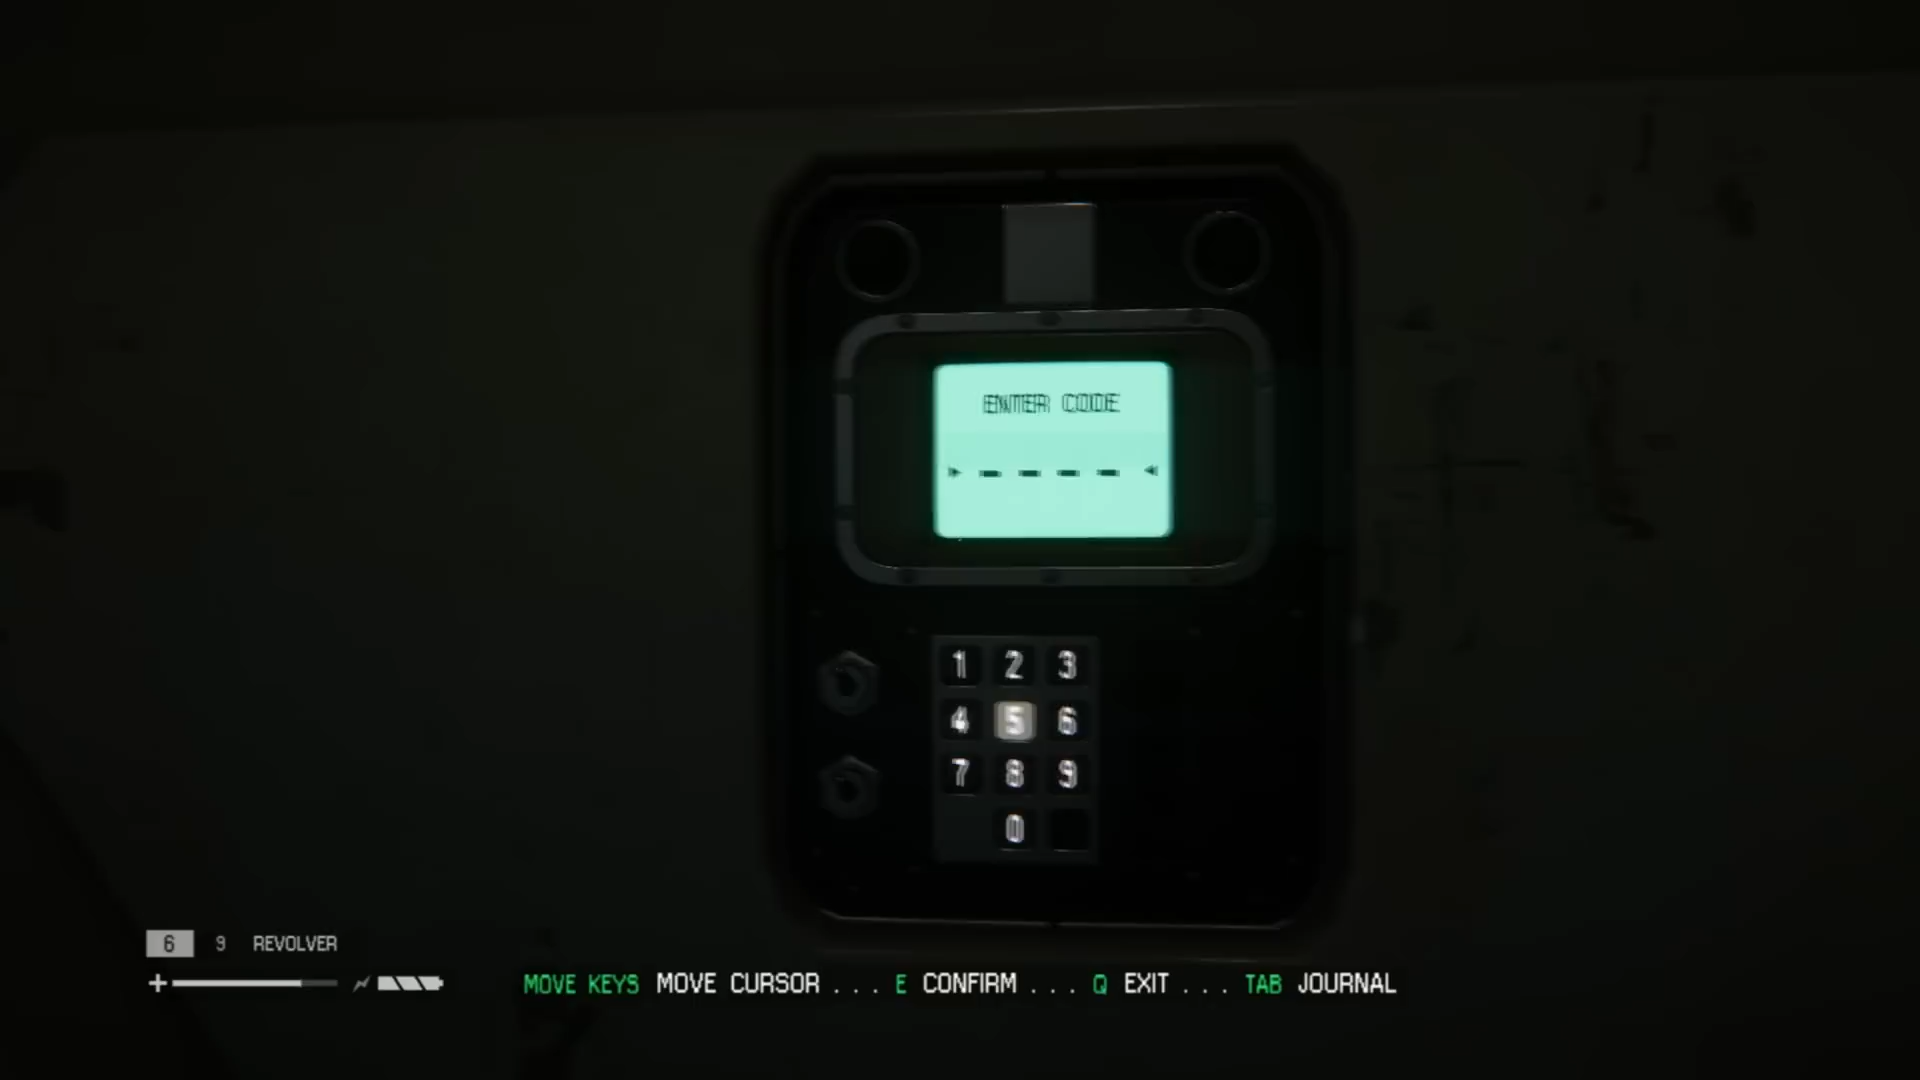 ENTER CODE
▸ - - - - ◂
1 2 3
4 5 6
7 8 9
0
6 9 REVOLVER
MOVE KEYS MOVE CURSOR ... E CONFIRM ... Q EXIT ... TAB JOURNAL